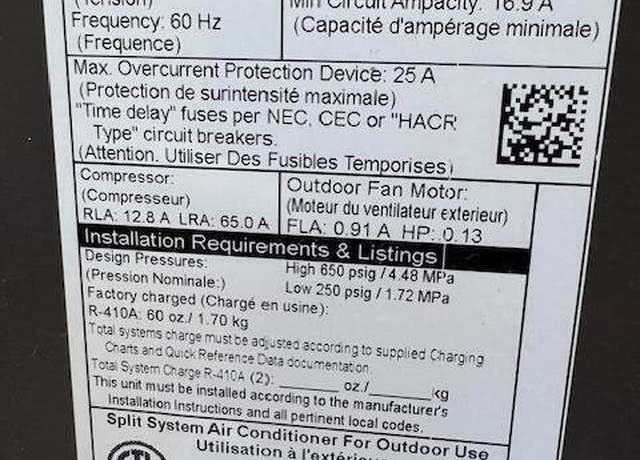 (Tension)
Min Circuit Ampacity: 16.9 A
Frequency: 60 Hz
(Capacité d'ampérage minimale)
(Frequence)
Max. Overcurrent Protection Device: 25 A
(Protection de surintensité maximale)
"Time delay" fuses per NEC, CEC or "HACR
Type" circuit breakers.
(Attention. Utiliser Des Fusibles Temporises)
Compressor:
(Compresseur)
RLA: 12.8 A LRA: 65.0 A
Outdoor Fan Motor:
(Moteur du ventilateur exterieur)
FLA: 0.91 A HP: 0.13
Installation Requirements & Listings
Design Pressures:
High 650 psig / 4.48 MPa
(Pression Nominale:)
Low 250 psig / 1.72 MPa
Factory charged (Chargé en usine):
R-410A: 60 oz./ 1.70 kg
Total systems charge must be adjusted according to supplied Charging
Charts and Quick Reference Data documentation.
Total System Charge R-410A (2): ______ oz./______kg
This unit must be installed according to the manufacturer's
Installation Instructions and all pertinent local codes.
Split System Air Conditioner For Outdoor Use
Utilisation à l'extérieur